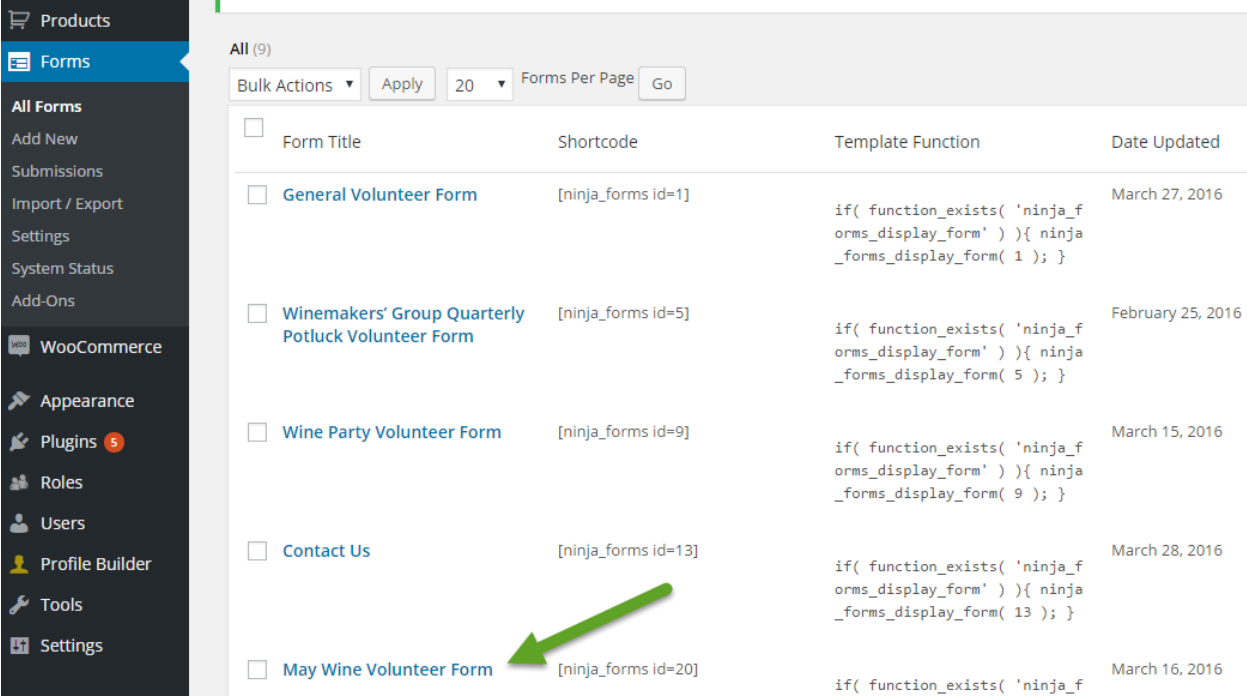 Products
Forms
All Forms
Add New
Submissions
Import / Export
Settings
System Status
Add-Ons
WOO WooCommerce
Appearance
Plugins 5
Roles
Users
Profile Builder
Tools
Settings
All (9)
Bulk Actions Apply 20 Forms Per Page Go
Form Title Shortcode Template Function Date Updated
General Volunteer Form [ninja_forms id=1] March 27, 2016
if( function_exists( 'ninja_f
orms_display_form' ) ){ ninja
_forms_display_form( 1 ); }
Winemakers’ Group Quarterly [ninja_forms id=5] February 25, 2016
Potluck Volunteer Form
if( function_exists( 'ninja_f
orms_display_form' ) ){ ninja
_forms_display_form( 5 ); }
Wine Party Volunteer Form [ninja_forms id=9] March 15, 2016
if( function_exists( 'ninja_f
orms_display_form' ) ){ ninja
_forms_display_form( 9 ); }
Contact Us [ninja_forms id=13] March 28, 2016
if( function_exists( 'ninja_f
orms_display_form' ) ){ ninja
_forms_display_form( 13 ); }
May Wine Volunteer Form [ninja_forms id=20] March 16, 2016
if( function_exists( 'ninja_f